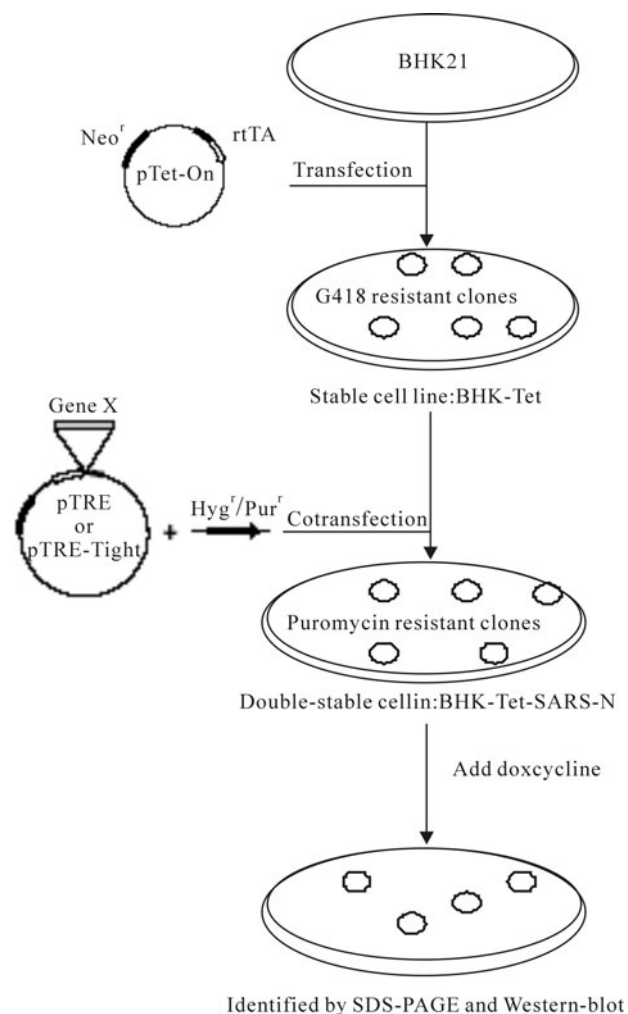 BHK21
Neo^r
rtTA
pTet-On
Transfection
G418 resistant clones
Stable cell line:BHK-Tet
Gene X
pTRE
or
pTRE-Tight
+
Hyg^r/Pur^r
Cotransfection
Puromycin resistant clones
Double-stable cellin:BHK-Tet-SARS-N
Add doxcycline
Identified by SDS-PAGE and Western-blot